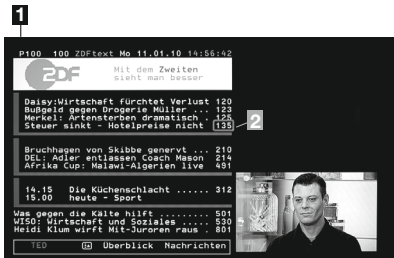 1
P100 100 ZDFtext Mo 11.01.10 14:56:42
ZDF
Mit dem Zweiten
sieht man besser
Daisy:Wirtschaft fürchtet Verlust 120
Bußgeld gegen Drogerie Müller ... 123
Merkel: Artensterben dramatisch . 125
Steuer sinkt - Hotelpreise nicht 135
2
Bruchhagen von Skibbe genervt ... 210
DEL: Adler entlassen Coach Mason 214
Afrika Cup: Malawi-Algerien live 491
14.15 Die Küchenschlacht ...... 312
15.00 heute - Sport
Was gegen die Kälte hilft ......... 501
WISO: Wirtschaft und Soziales ..... 530
Heidi Klum wirft Mit-Juroren raus . 801
TED Überblick Nachrichten